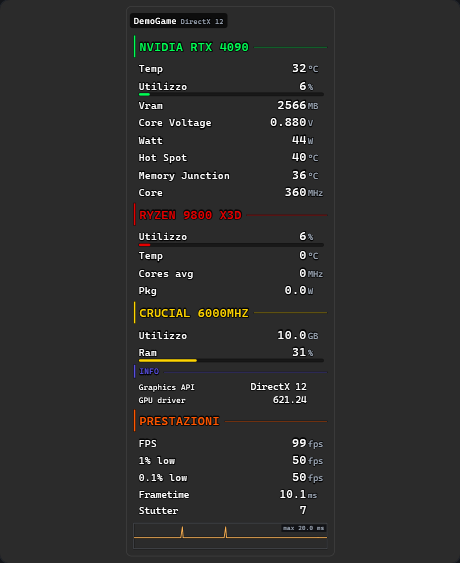 DemoGame DirectX 12
NVIDIA RTX 4090
Temp 32°C
Utilizzo 6%
Vram 2566MB
Core Voltage 0.880V
Watt 44W
Hot Spot 40°C
Memory Junction 36°C
Core 360MHz
RYZEN 9800 X3D
Utilizzo 6%
Temp 0°C
Cores avg 0MHz
Pkg 0.0W
CRUCIAL 6000MHZ
Utilizzo 10.0GB
Ram 31%
INFO
Graphics API DirectX 12
GPU driver 621.24
PRESTAZIONI
FPS 99fps
1% low 50fps
0.1% low 50fps
Frametime 10.1ms
Stutter 7
max 20.0 ms